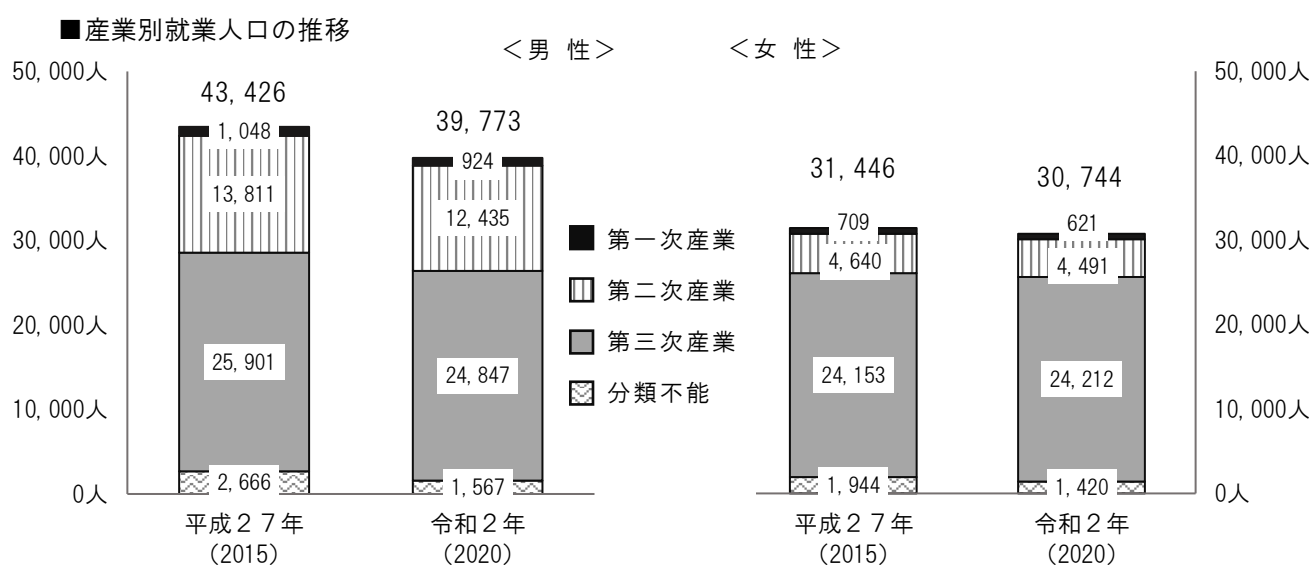 ■産業別就業人口の推移
＜男 性＞
＜女 性＞
50,000人
40,000人
30,000人
20,000人
10,000人
0人
43,426
1,048
13,811
25,901
2,666
平成２７年
（2015）
39,773
924
12,435
24,847
1,567
令和２年
（2020）
第一次産業
第二次産業
第三次産業
分類不能
31,446
709
4,640
24,153
1,944
平成２７年
（2015）
30,744
621
4,491
24,212
1,420
令和２年
（2020）
50,000人
40,000人
30,000人
20,000人
10,000人
0人